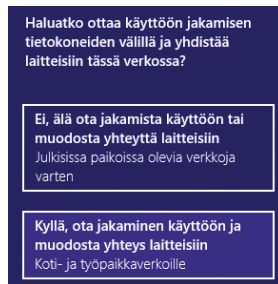 Haluatko ottaa käyttöön jakamisen
tietokoneiden välillä ja yhdistää
laitteisiin tässä verkossa?
Ei, älä ota jakamista käyttöön tai
muodosta yhteyttä laitteisiin
Julkisissa paikoissa olevia verkkoja
varten
Kyllä, ota jakaminen käyttöön ja
muodosta yhteys laitteisiin
Koti- ja työpaikkaverkoille